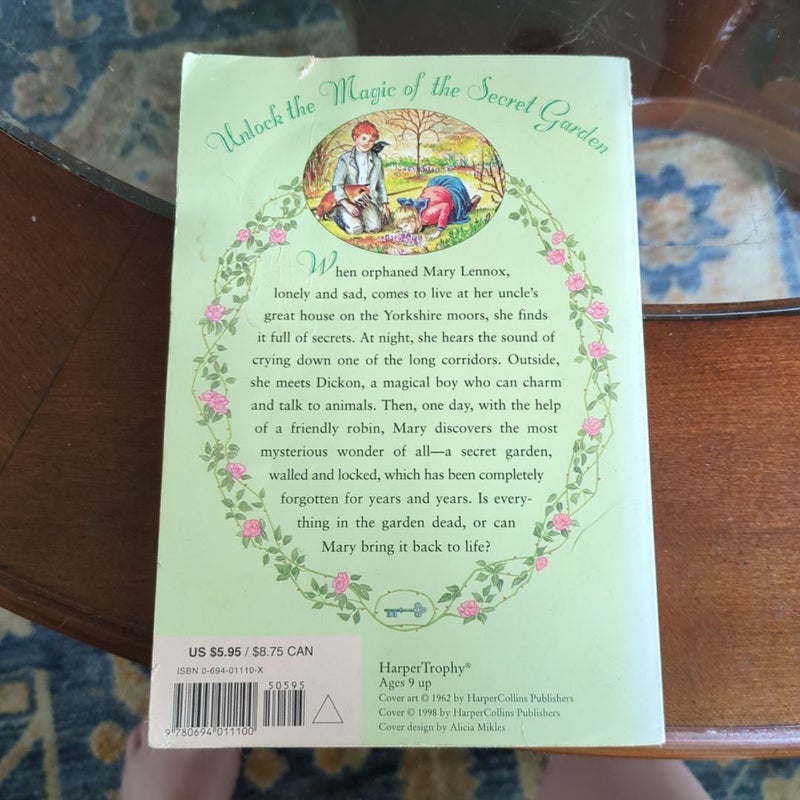 Unlock the Magic of the Secret Garden
When orphaned Mary Lennox,
lonely and sad, comes to live at her uncle's
great house on the Yorkshire moors, she finds
it full of secrets. At night, she hears the sound of
crying down one of the long corridors. Outside,
she meets Dickon, a magical boy who can charm
and talk to animals. Then, one day, with the help
of a friendly robin, Mary discovers the most
mysterious wonder of all—a secret garden,
walled and locked, which has been completely
forgotten for years and years. Is every-
thing in the garden dead, or can
Mary bring it back to life?
US $5.95 / $8.75 CAN
ISBN 0-694-01110-X
50595
9 780694 011100
HarperTrophy®
Ages 9 up
Cover art © 1962 by HarperCollins Publishers
Cover © 1998 by HarperCollins Publishers
Cover design by Alicia Mikles